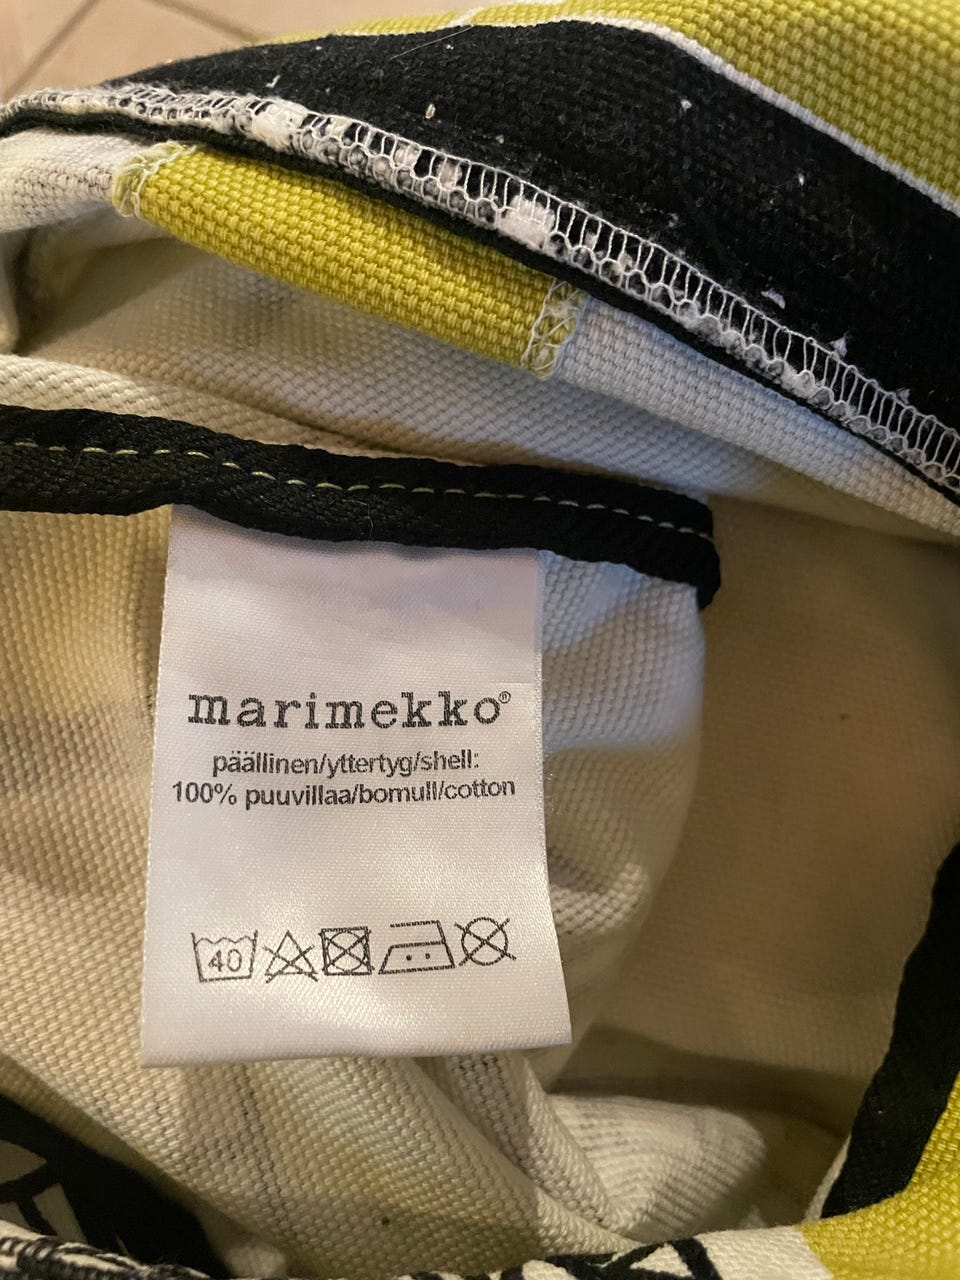 marimekko®
päällinen/yttertyg/shell:
100% puuvillaa/bomull/cotton
40